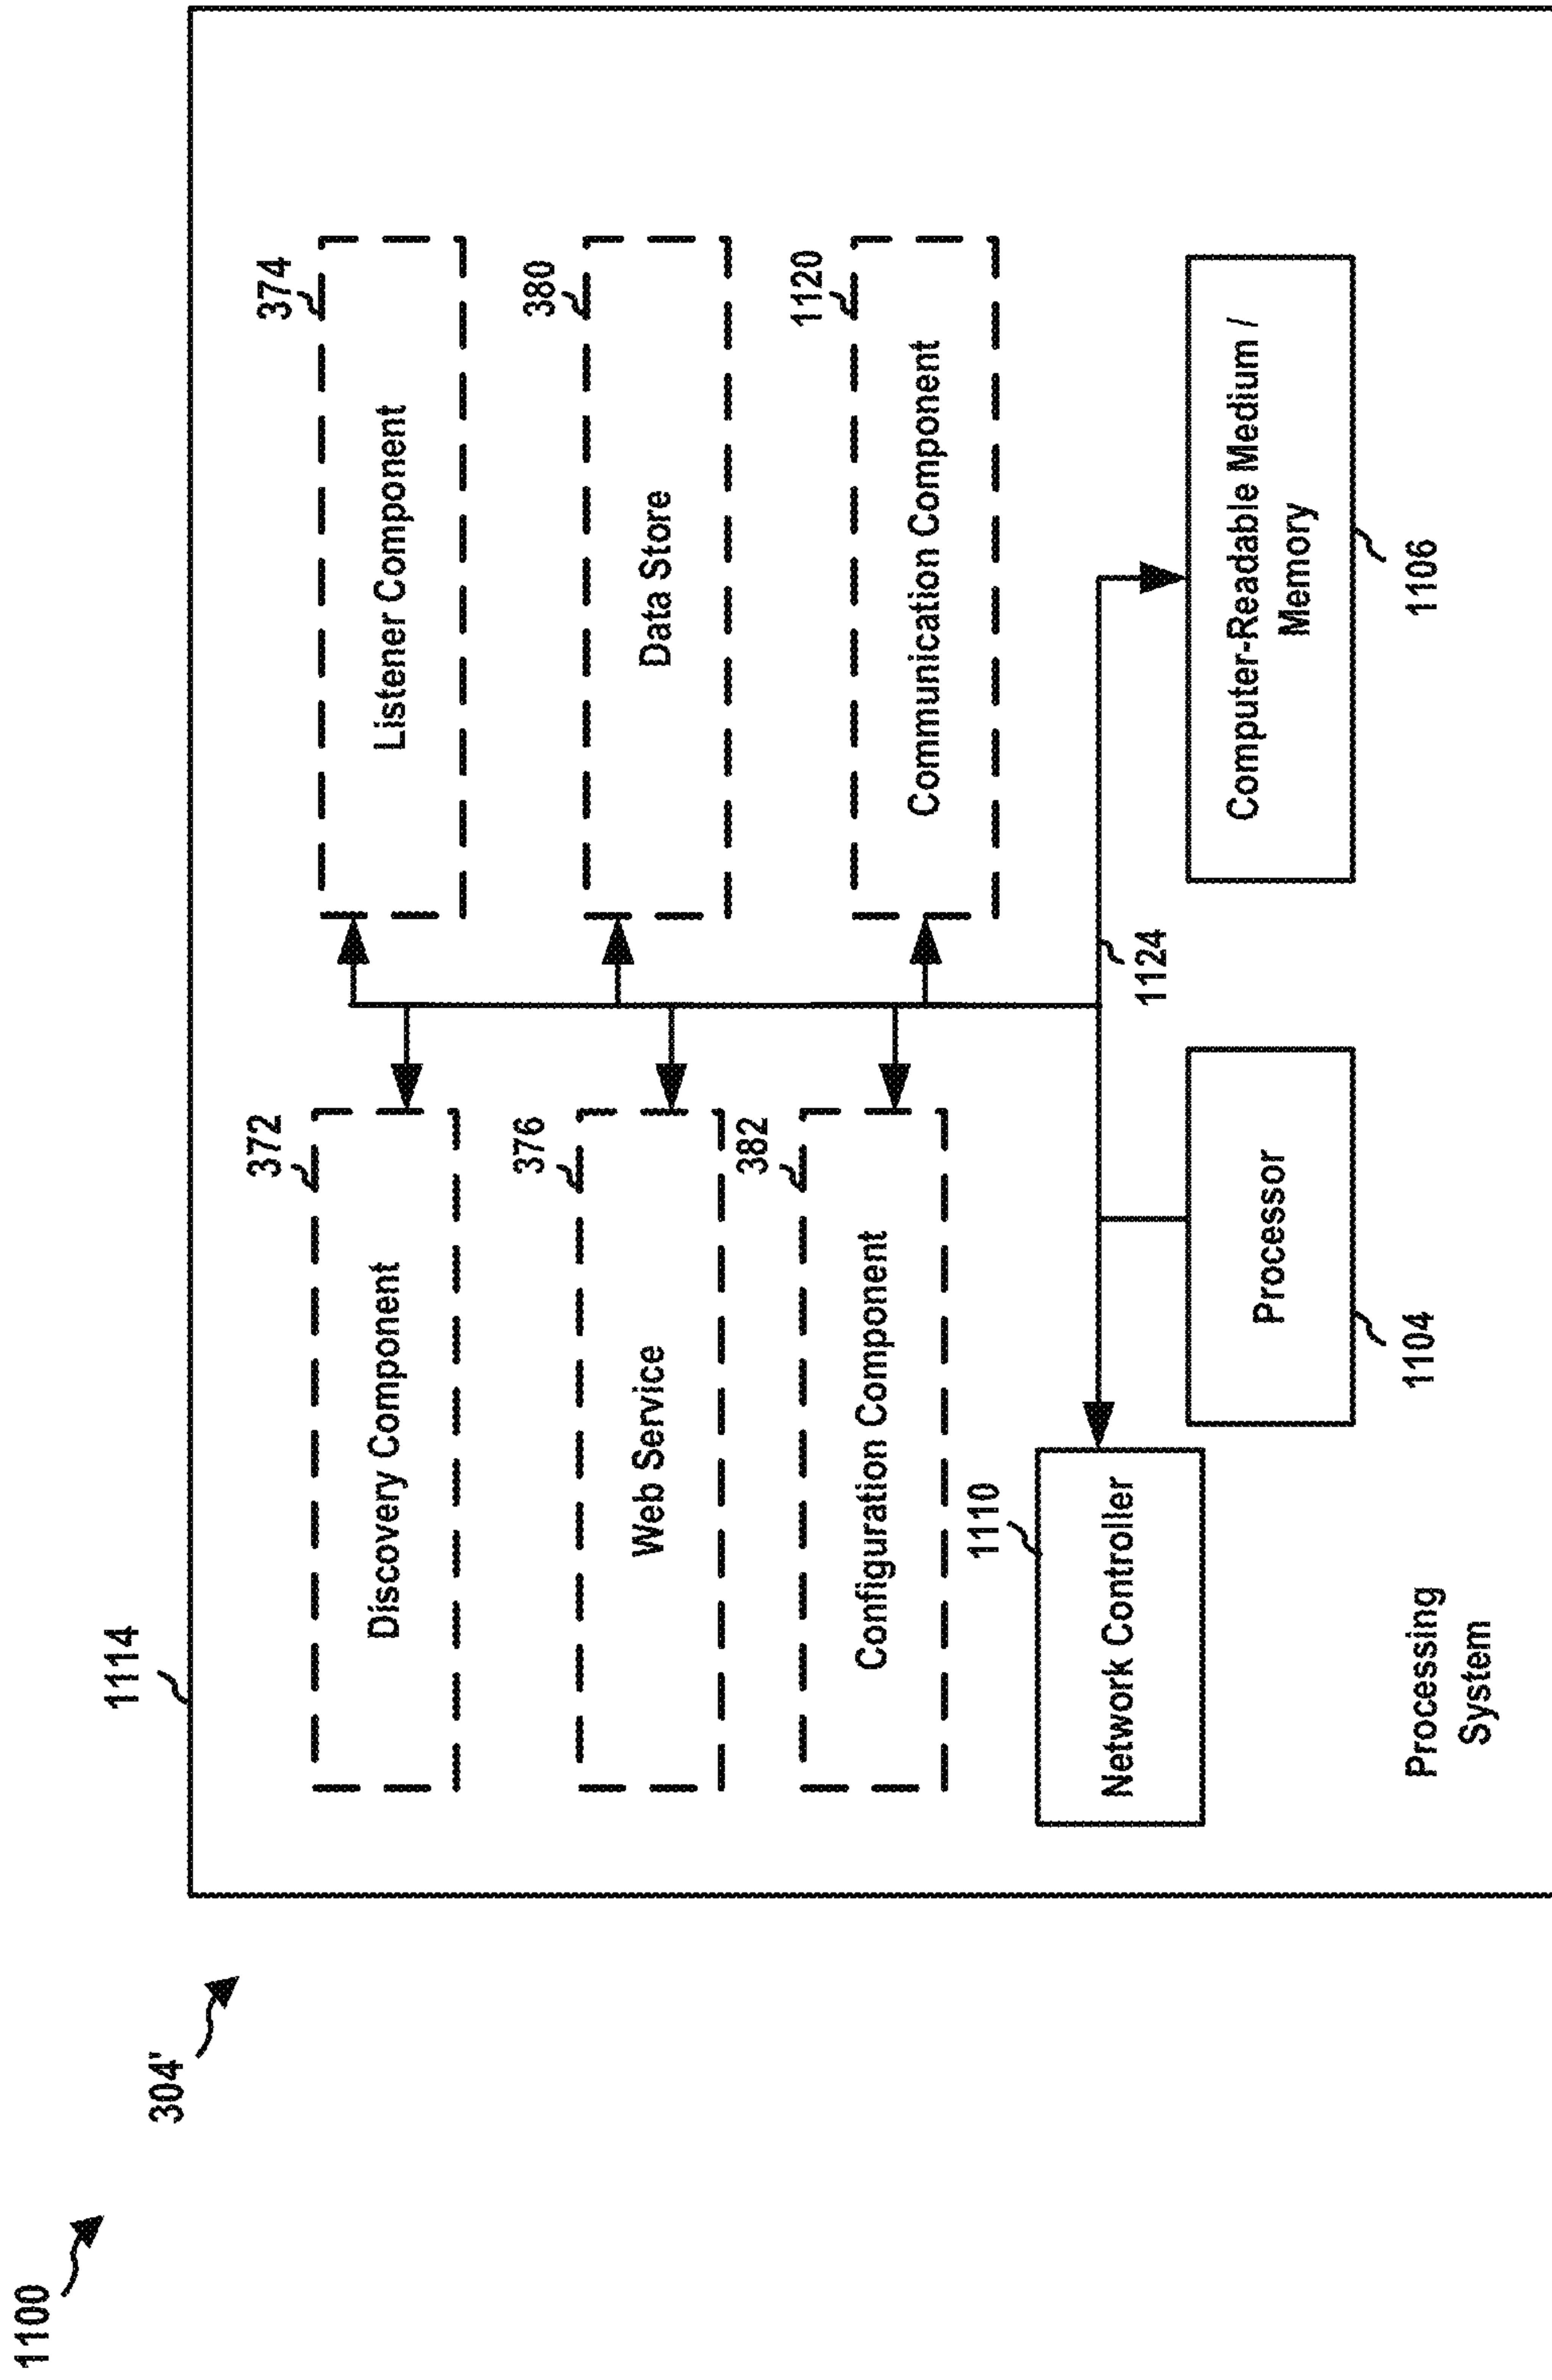 1100
304'
1114
372
Discovery Component
374
Listener Component
376
Web Service
380
Data Store
382
Configuration Component
1120
Communication Component
1110
Network Controller
1124
Processor
1104
Computer-Readable Medium /
Memory
1106
Processing
System